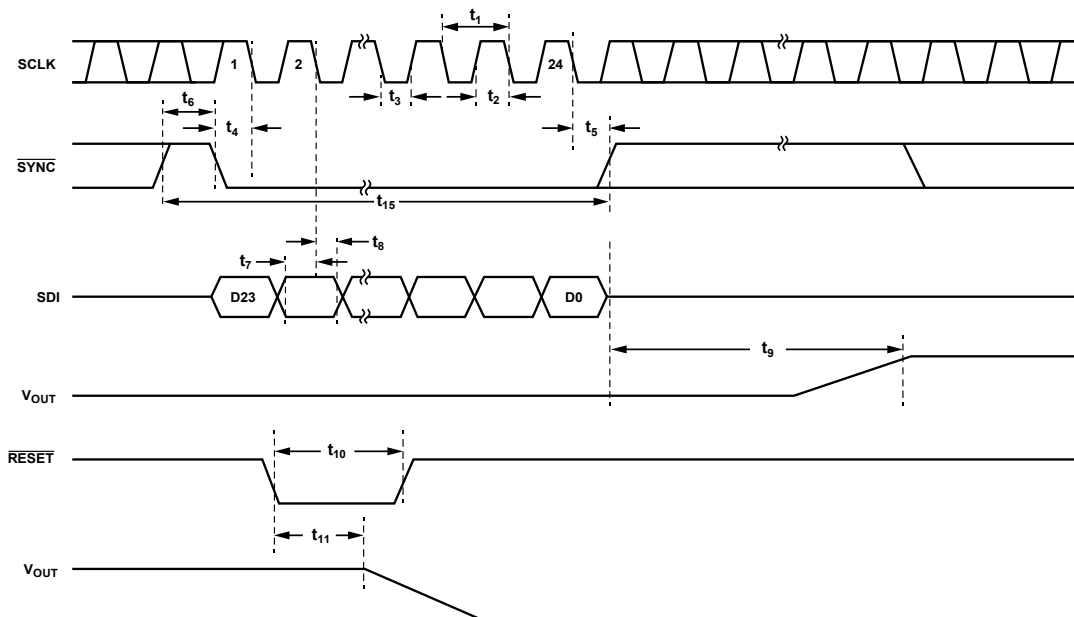 t1
SCLK
1
2
24
t3
t2
t6
t4
t5
SYNC
t15
t8
t7
SDI
D23
D0
t9
VOUT
RESET
t10
t11
VOUT